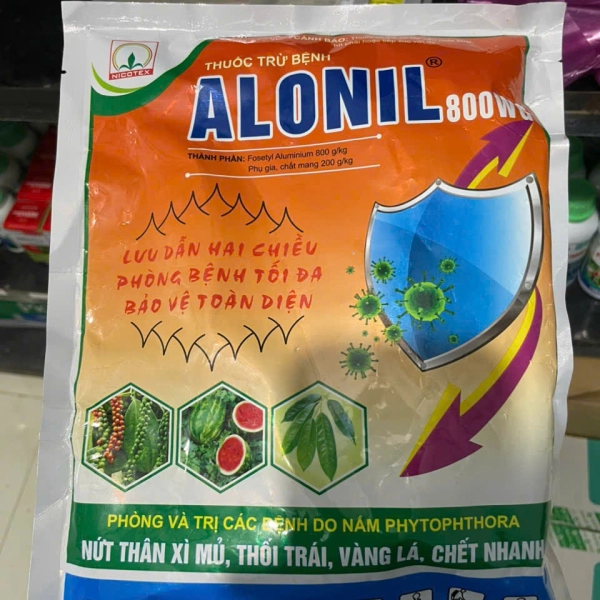 CẢNH BÁO:
NICOTEX
THUỐC TRỪ BỆNH
ALONIL®
800WG
THÀNH PHẦN: Fosetyl Aluminium 800 g/kg
Phụ gia, chất mang 200 g/kg
LƯU DẪN HAI CHIỀU
PHÒNG BỆNH TỐI ĐA
BẢO VỆ TOÀN DIỆN
PHÒNG VÀ TRỊ CÁC BỆNH DO NẤM PHYTOPHTHORA
NỨT THÂN XÌ MỦ, THỐI TRÁI, VÀNG LÁ, CHẾT NHANH